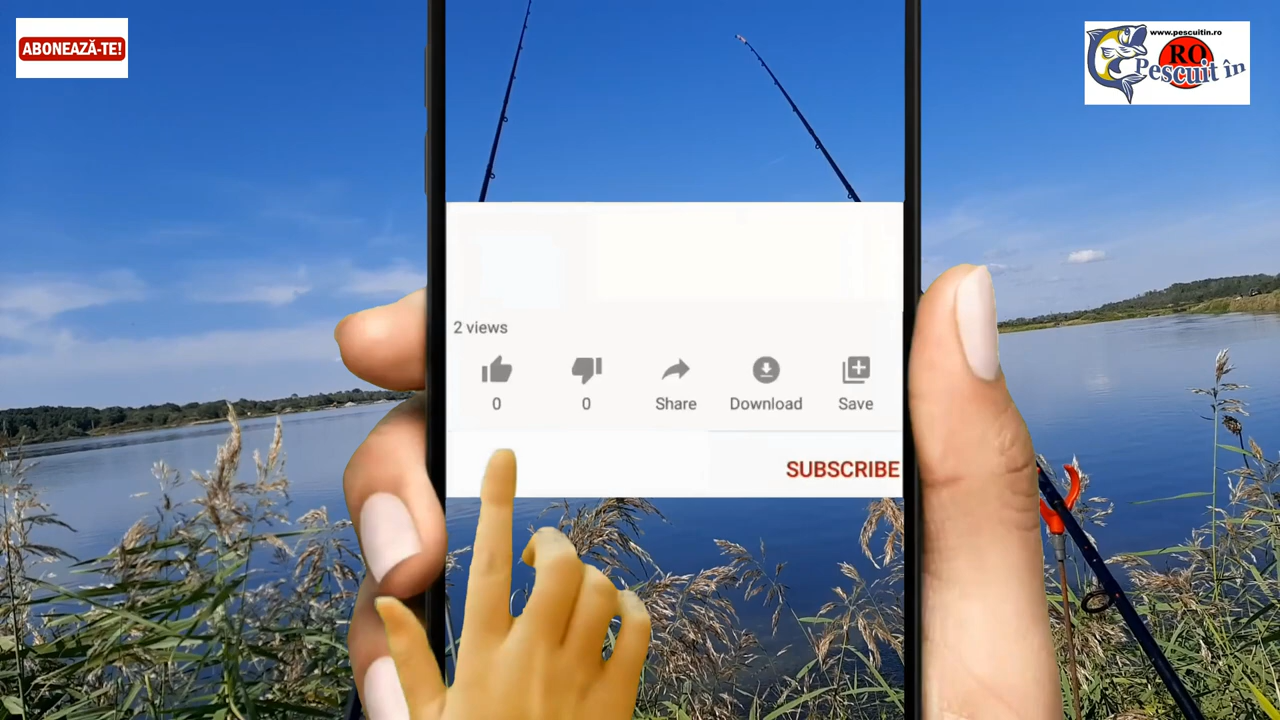 ABONEAZĂ-TE!
www.pescuitin.ro
RO
Pescuit în
2 views
0
0
Share
Download
Save
SUBSCRIBE